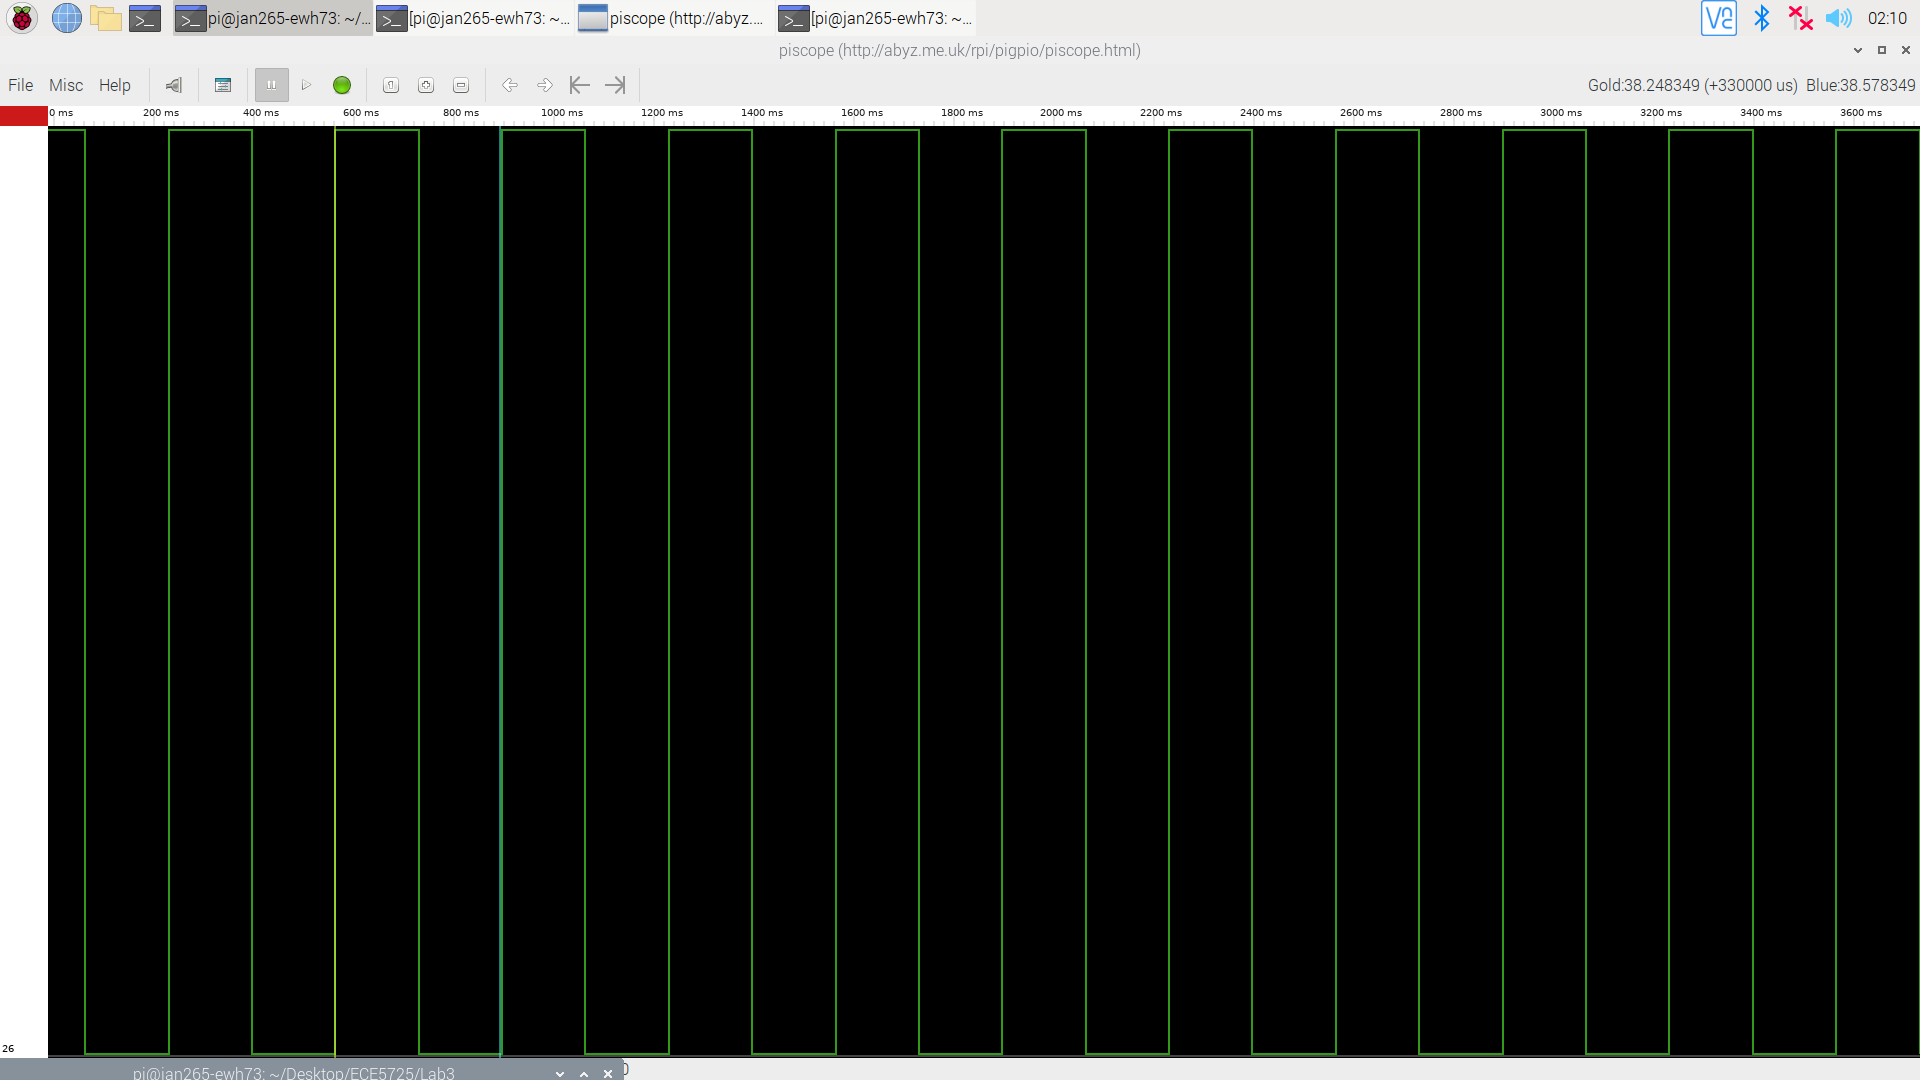 pi@jan265-ewh73: ~/... [pi@jan265-ewh73: ~... piscope (http://abyz.... [pi@jan265-ewh73: ~... 02:10
piscope (http://abyz.me.uk/rpi/pigpio/piscope.html)
File Misc Help Gold:38.248349 (+330000 us) Blue:38.578349
0 ms 200 ms 400 ms 600 ms 800 ms 1000 ms 1200 ms 1400 ms 1600 ms 1800 ms 2000 ms 2200 ms 2400 ms 2600 ms 2800 ms 3000 ms 3200 ms 3400 ms 3600 ms
26
pi@jan265-ewh73: ~/Desktop/ECE5725/Lab3